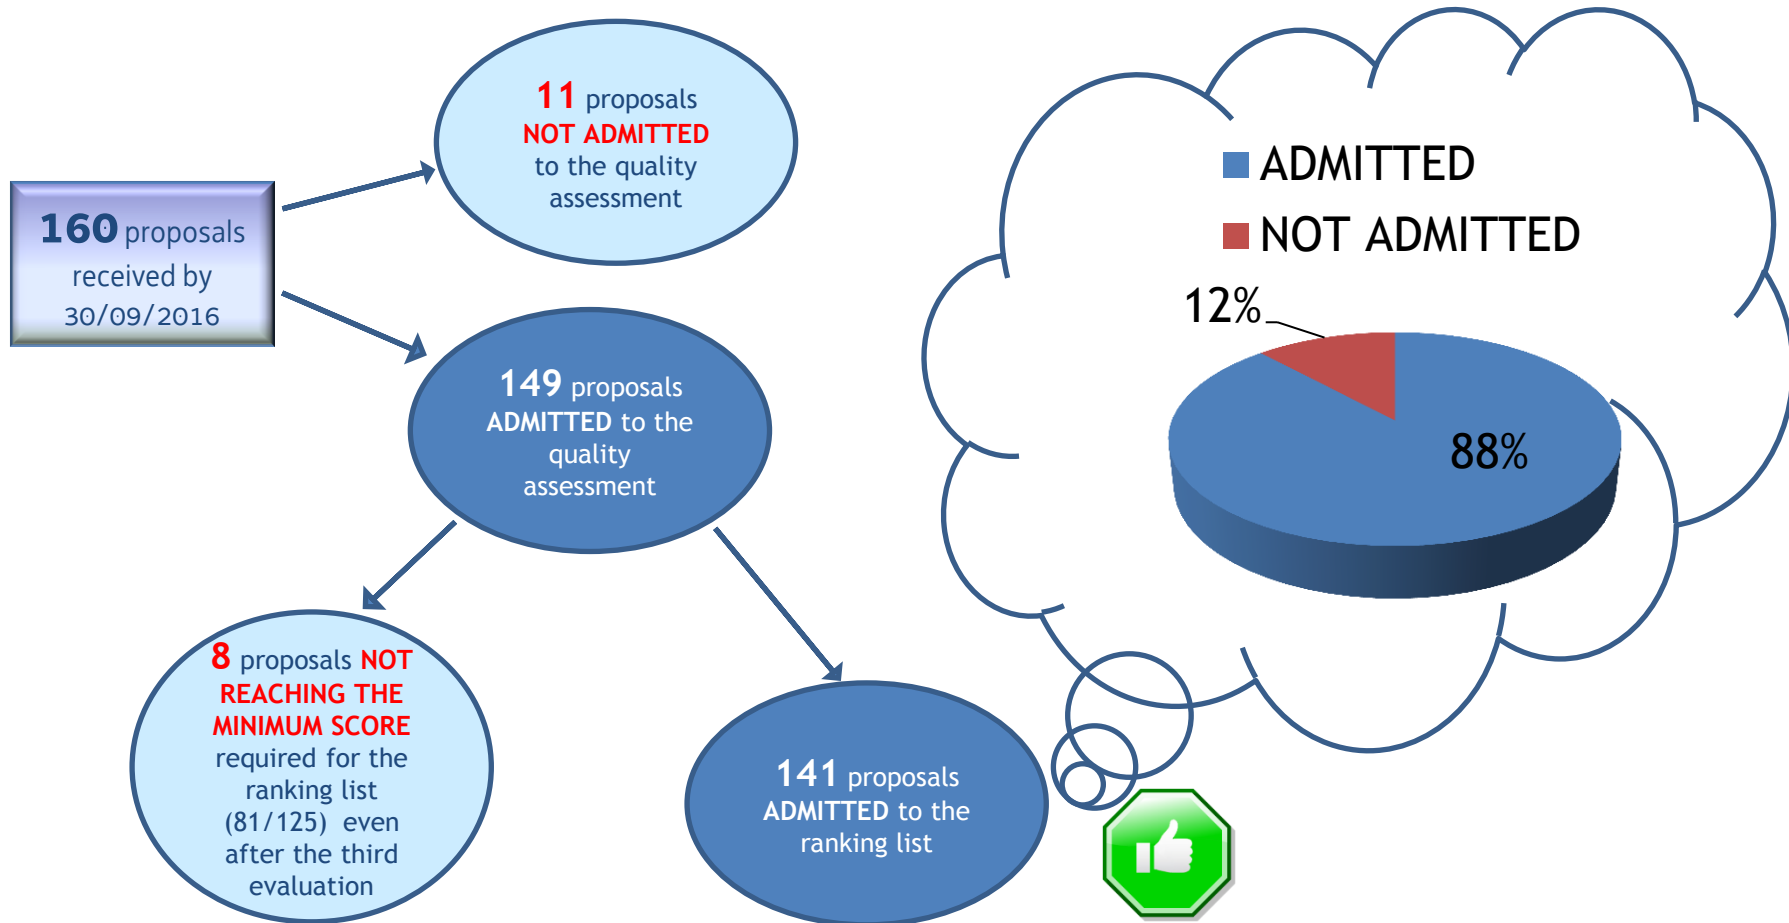 11 proposals
NOT ADMITTED
to the quality
assessment
160 proposals
received by
30/09/2016
149 proposals
ADMITTED to the
quality
assessment
8 proposals NOT
REACHING THE
MINIMUM SCORE
required for the
ranking list
(81/125) even
after the third
evaluation
141 proposals
ADMITTED to the
ranking list
ADMITTED
NOT ADMITTED
12%
88%